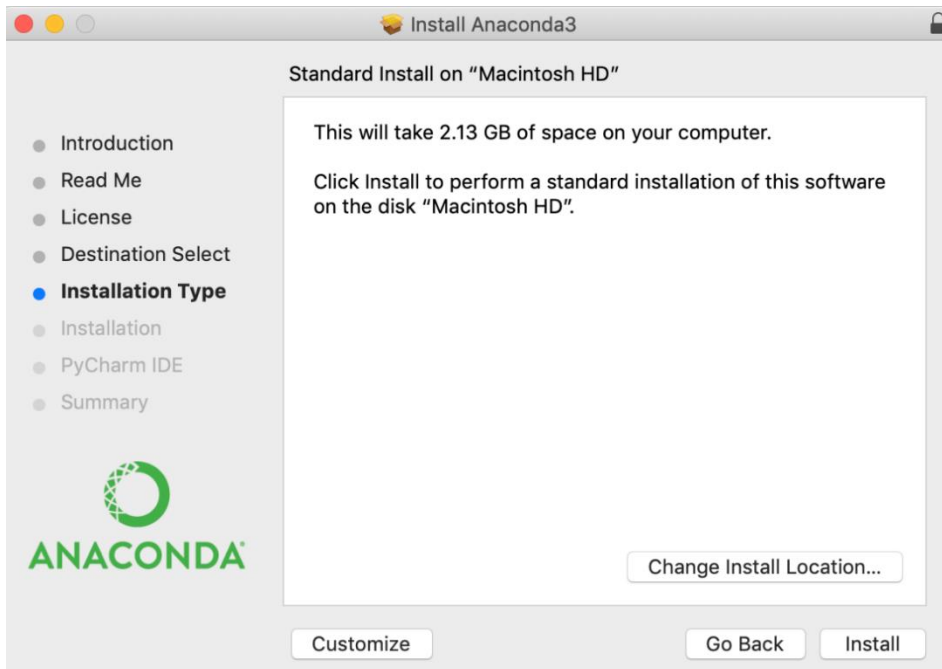 Install Anaconda3
Standard Install on “Macintosh HD”
This will take 2.13 GB of space on your computer.
Click Install to perform a standard installation of this software
on the disk “Macintosh HD”.
Introduction
Read Me
License
Destination Select
Installation Type
Installation
PyCharm IDE
Summary
ANACONDA
Change Install Location...
Customize
Go Back
Install